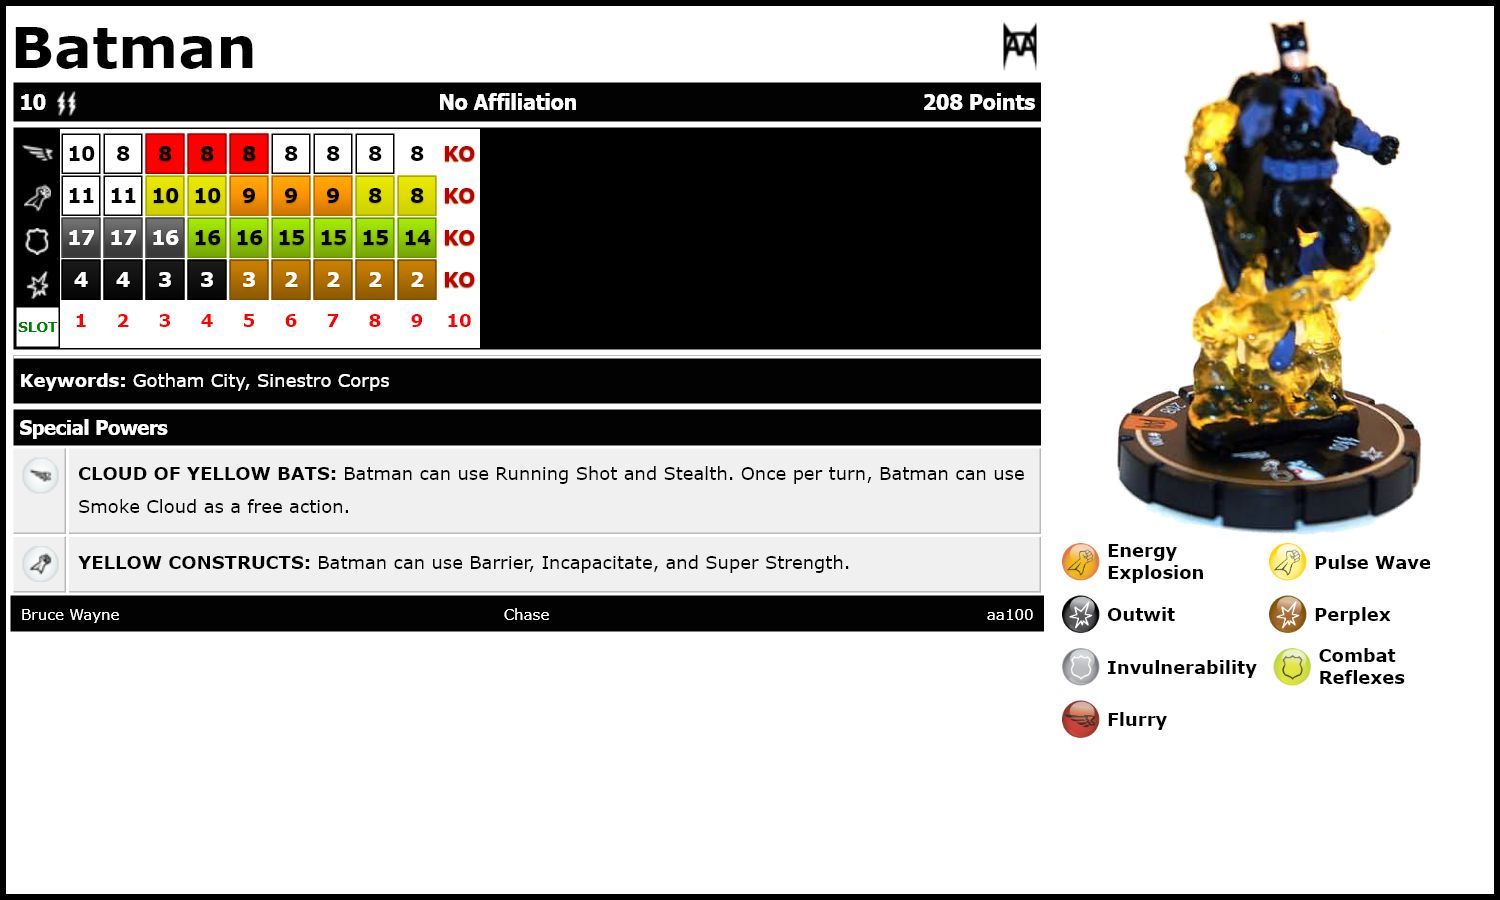 Batman
10 No Affiliation 208 Points
10 8 8 8 8 8 8 8 8 KO
11 11 10 10 9 9 9 8 8 KO
17 17 16 16 16 15 15 15 14 KO
4 4 3 3 3 2 2 2 2 KO
SLOT 1 2 3 4 5 6 7 8 9 10
Keywords: Gotham City, Sinestro Corps
Special Powers
CLOUD OF YELLOW BATS: Batman can use Running Shot and Stealth. Once per turn, Batman can use
Smoke Cloud as a free action.
YELLOW CONSTRUCTS: Batman can use Barrier, Incapacitate, and Super Strength.
Bruce Wayne Chase aa100
208
Energy
Explosion
Pulse Wave
Outwit
Perplex
Invulnerability
Combat
Reflexes
Flurry